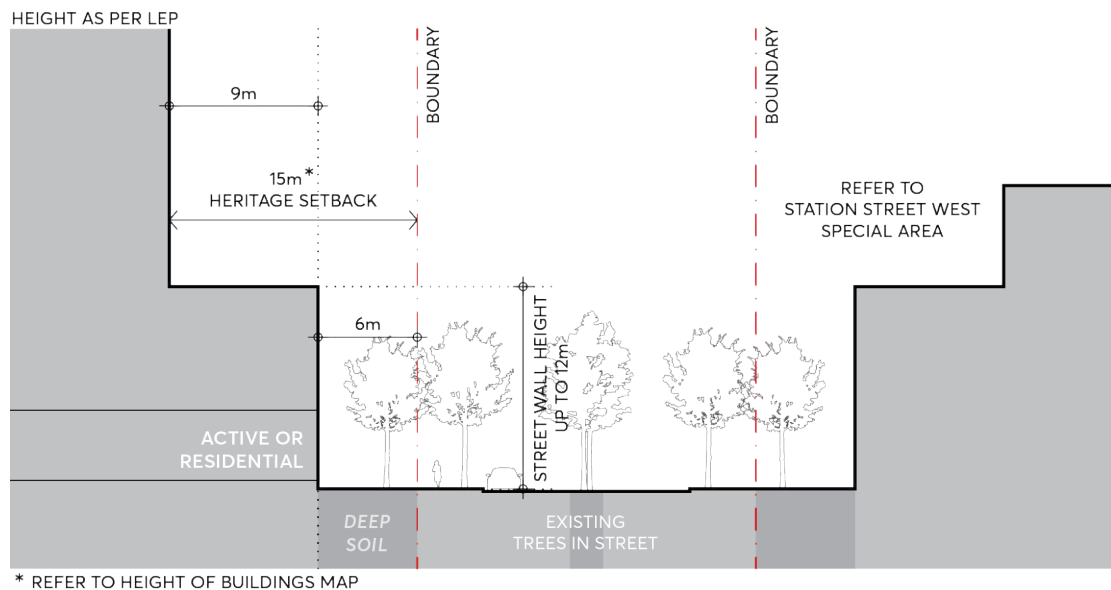 HEIGHT AS PER LEP
BOUNDARY
BOUNDARY
9m
15m*
HERITAGE SETBACK
REFER TO
STATION STREET WEST
SPECIAL AREA
6m
STREET WALL HEIGHT
UP TO 12m
ACTIVE OR
RESIDENTIAL
DEEP
SOIL
EXISTING
TREES IN STREET
* REFER TO HEIGHT OF BUILDINGS MAP